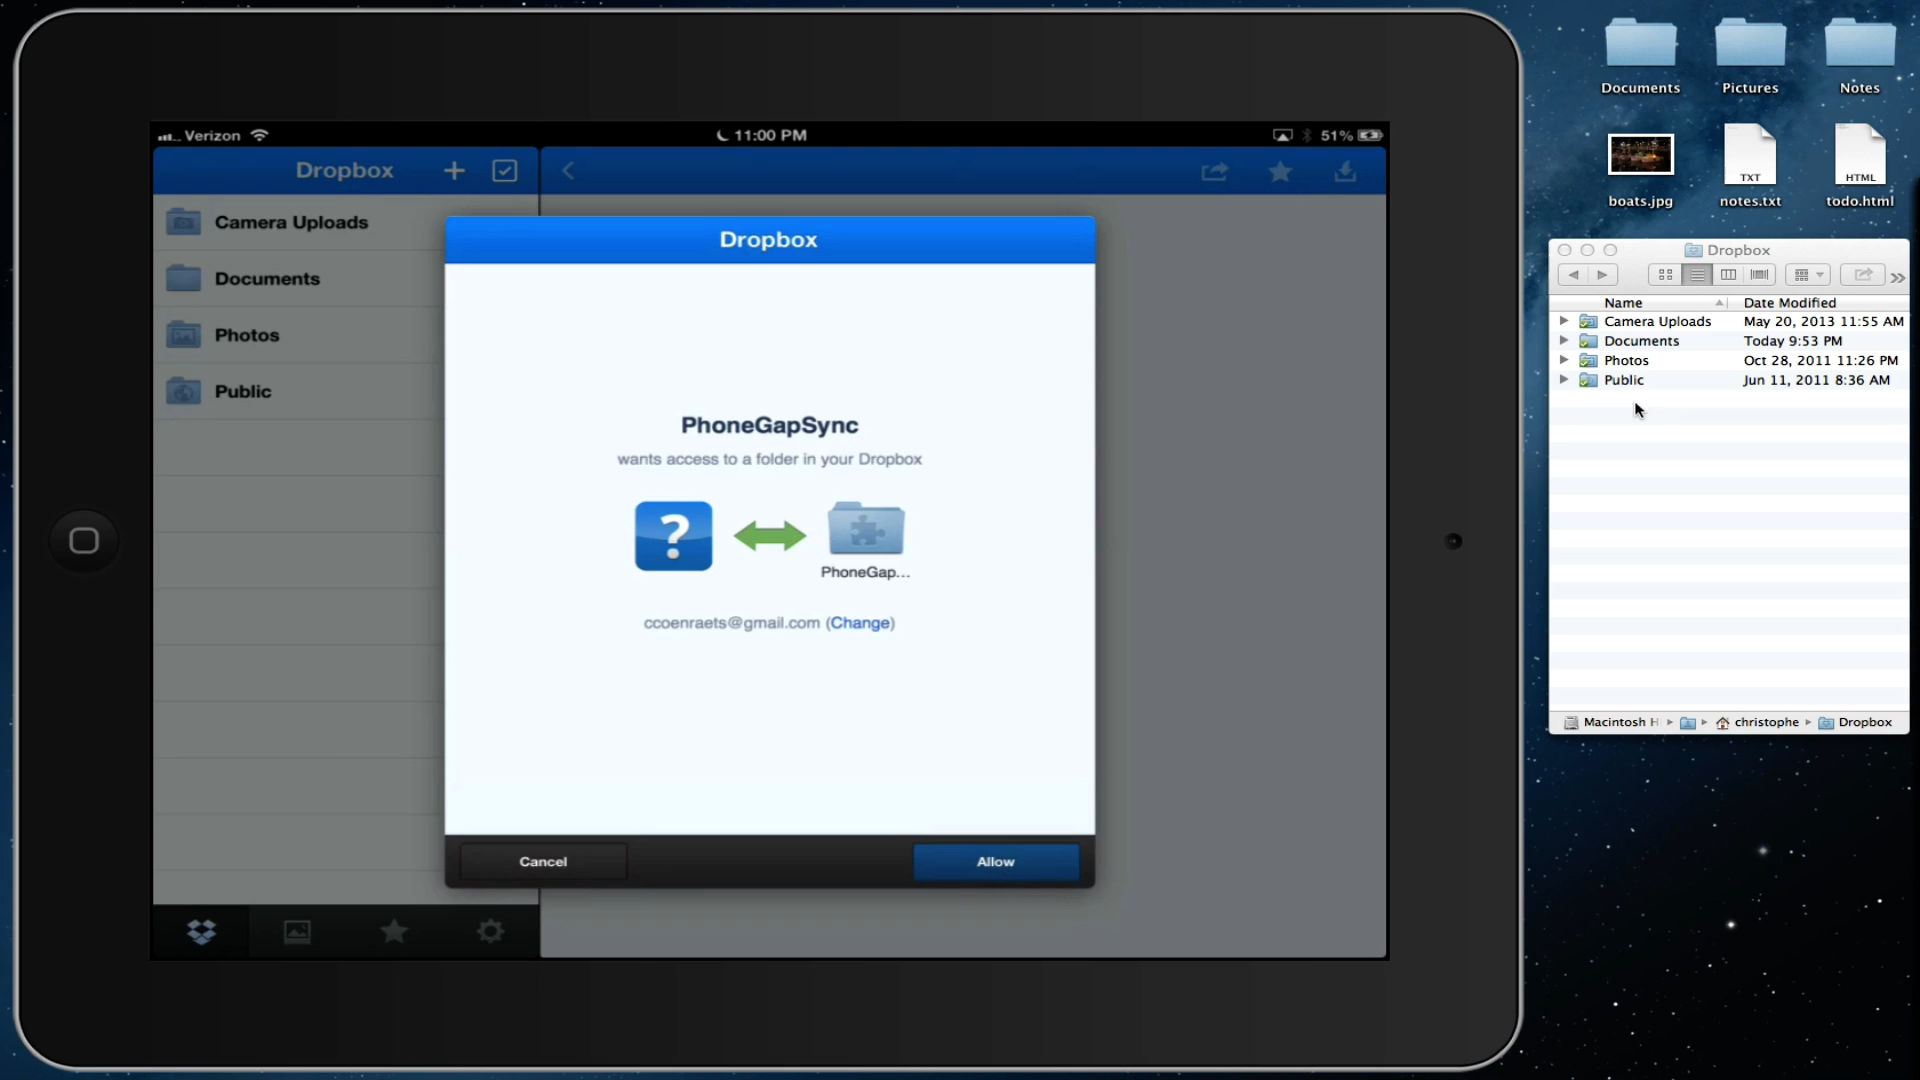 Verizon
11:00 PM
51%
Dropbox
Camera Uploads
Documents
Photos
Public
Dropbox
PhoneGapSync
wants access to a folder in your Dropbox
?
PhoneGap...
ccoenraets@gmail.com (Change)
Cancel
Allow
Documents
Pictures
Notes
TXT
HTML
boats.jpg
notes.txt
todo.html
Dropbox
Name
Date Modified
Camera Uploads
May 20, 2013 11:55 AM
Documents
Today 9:53 PM
Photos
Oct 28, 2011 11:26 PM
Public
Jun 11, 2011 8:36 AM
Macintosh H
christophe
Dropbox